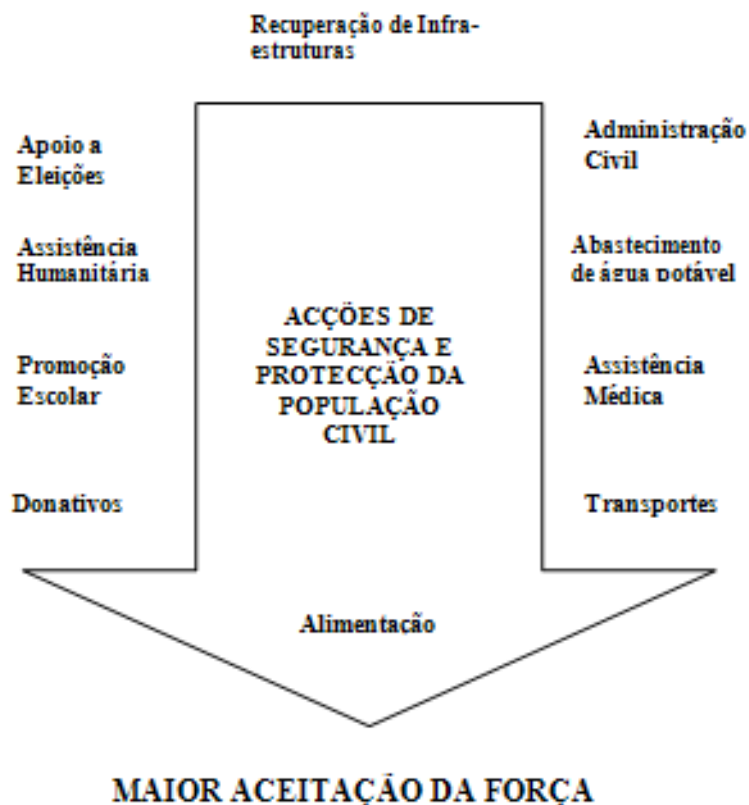 Recuperação de Infra-
estruturas
Apoio a
Eleições
Administração
Civil
Assistência
Humanitária
Abastecimento
de água potável
ACÇÕES DE
SEGURANÇA E
PROTECÇÃO DA
POPULAÇÃO
CIVIL
Promoção
Escolar
Assistência
Médica
Donativos
Transportes
Alimentação
MAIOR ACEITAÇÃO DA FORÇA